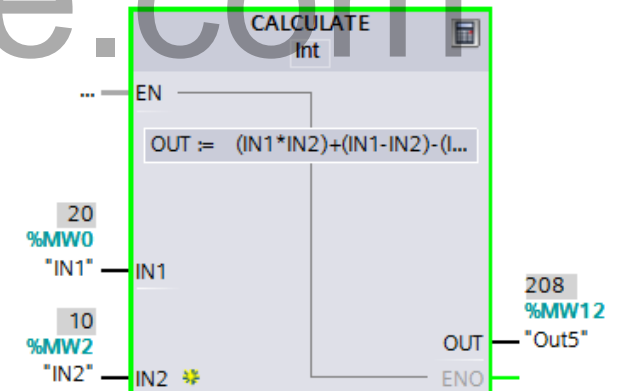 e.com
CALCULATE
Int
... EN
OUT := (IN1*IN2)+(IN1-IN2)-(I...
20
%MW0
"IN1" IN1
10
%MW2
"IN2" IN2
208
%MW12
OUT "Out5"
ENO